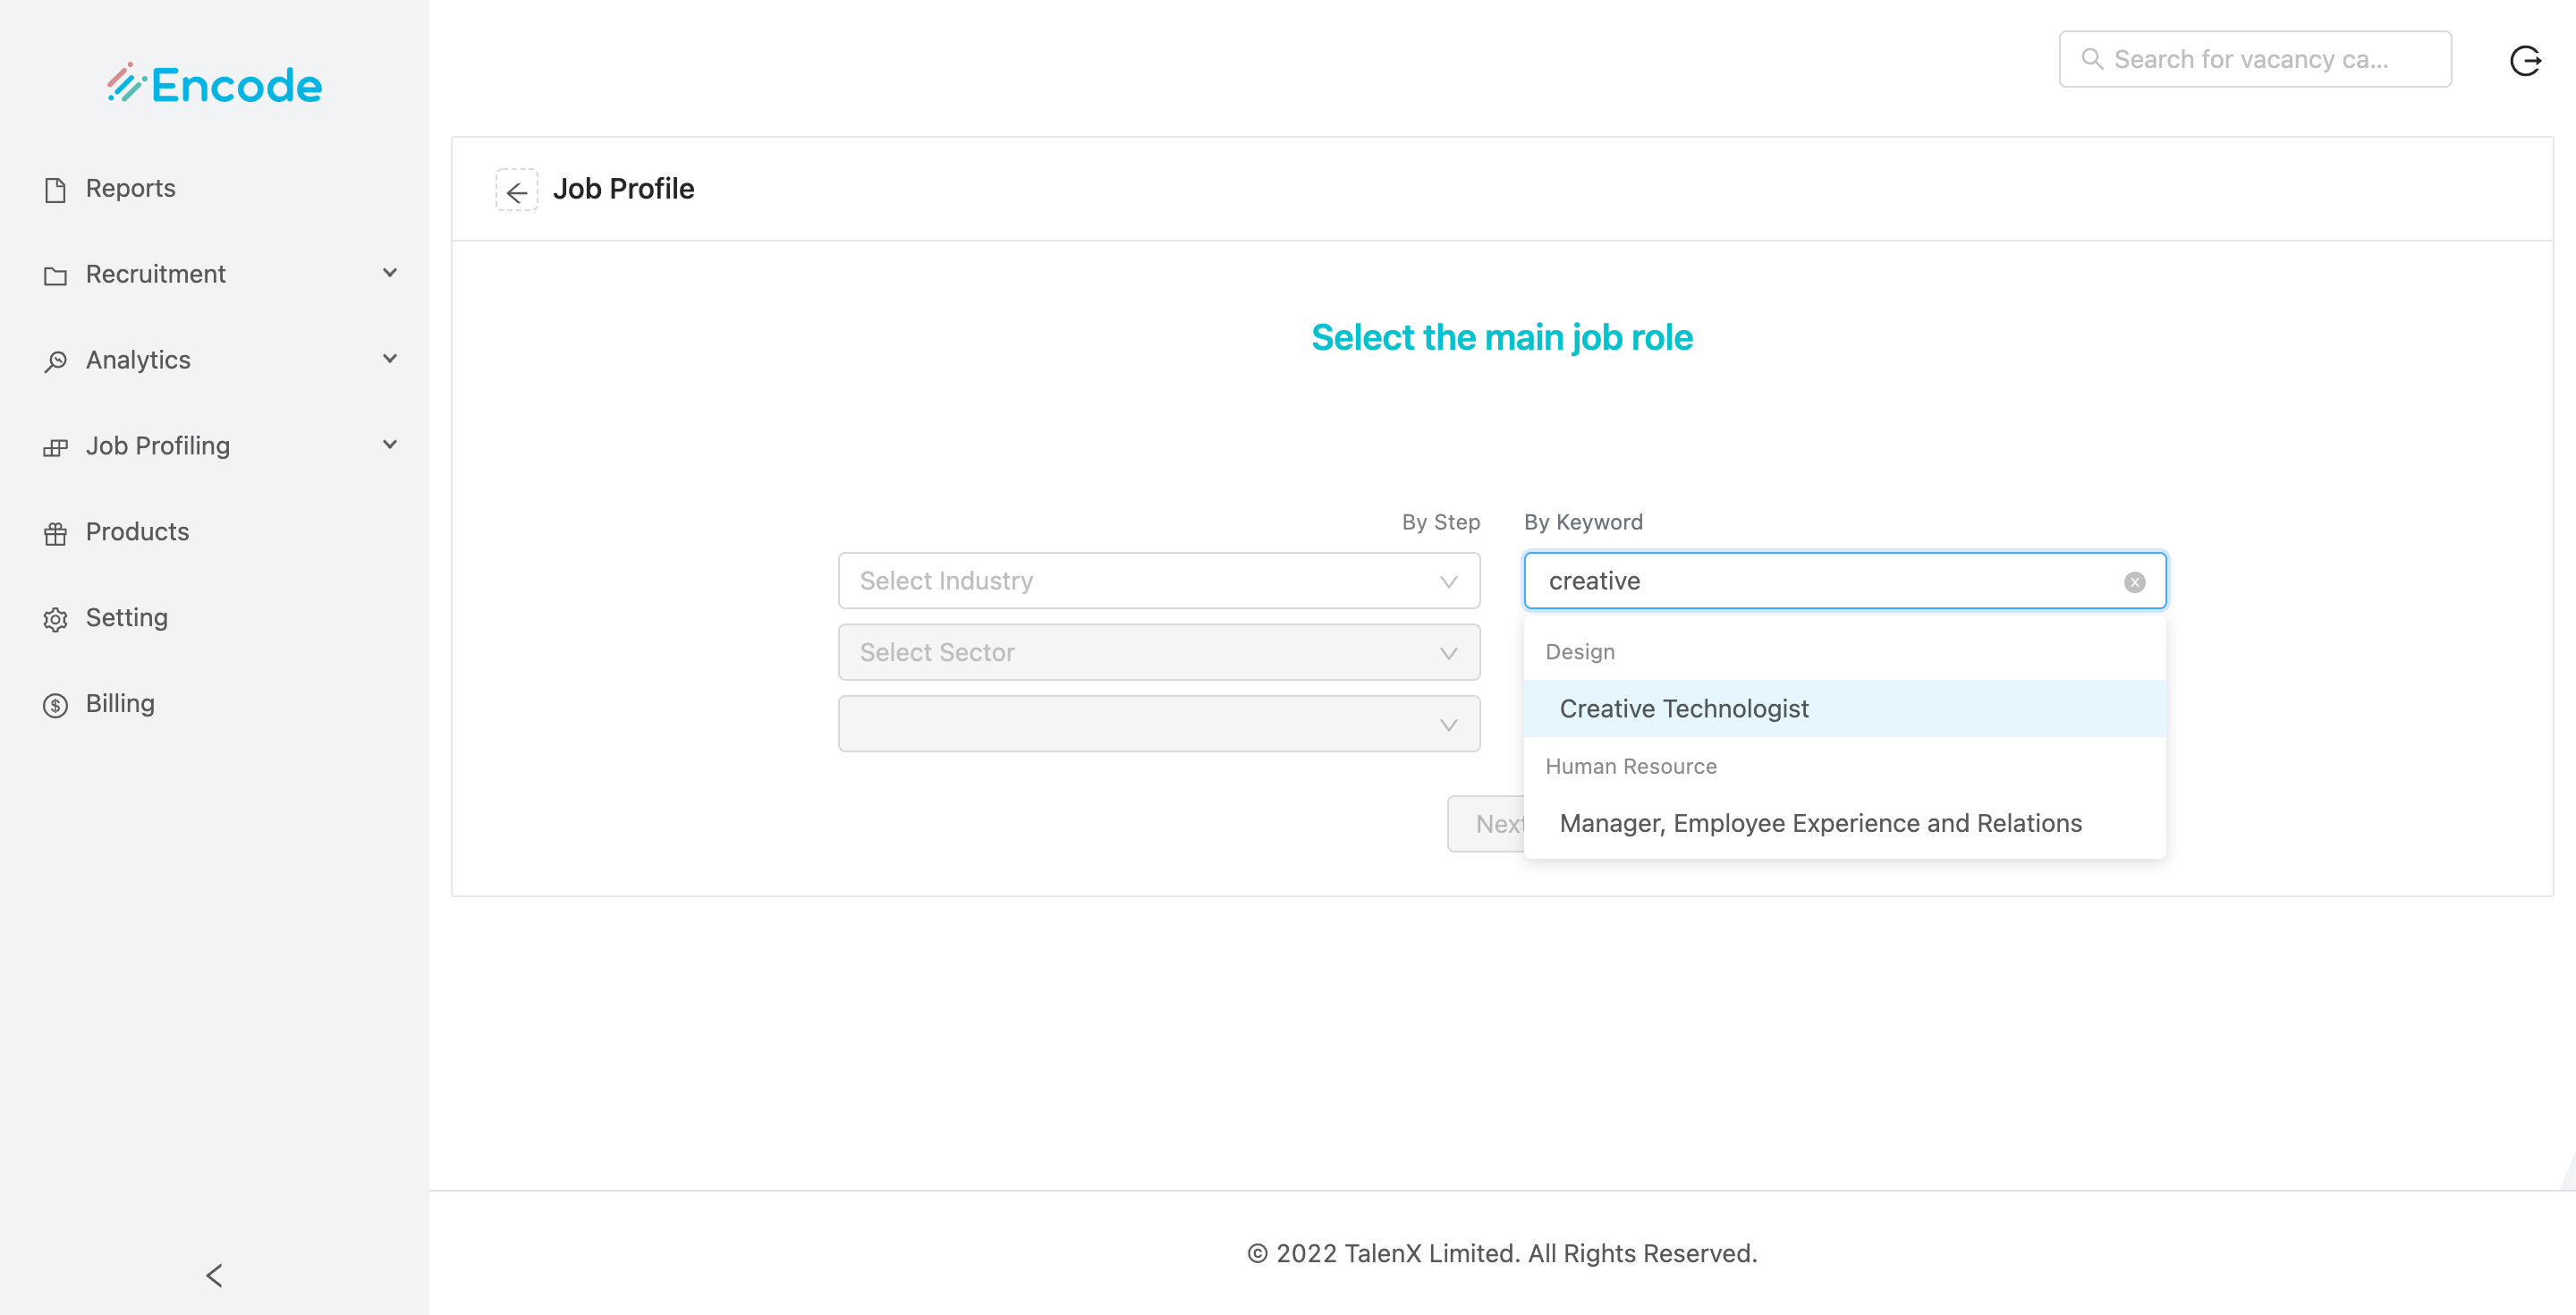 Encode
Search for vacancy ca...
Reports
Recruitment
Analytics
Job Profiling
Products
Setting
Billing
Job Profile
Select the main job role
By Step
Select Industry
Select Sector
By Keyword
creative
Design
Creative Technologist
Human Resource
Manager, Employee Experience and Relations
Next
© 2022 TalenX Limited. All Rights Reserved.